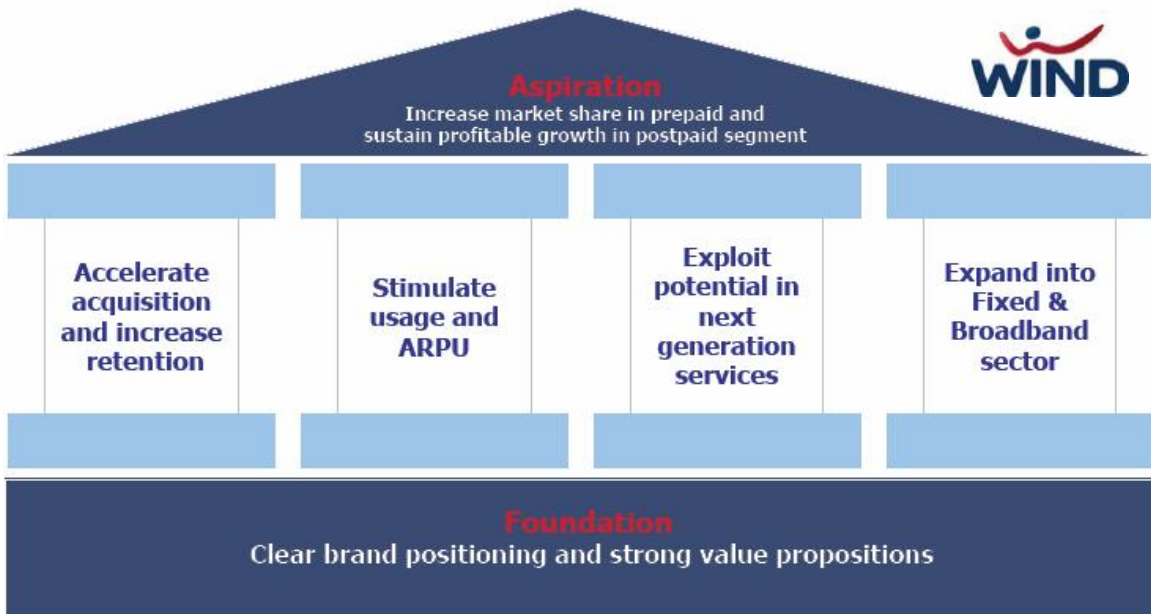 WIND
Aspiration
Increase market share in prepaid and
sustain profitable growth in postpaid segment
Accelerate
acquisition
and increase
retention
Stimulate
usage and
ARPU
Exploit
potential in
next
generation
services
Expand into
Fixed &
Broadband
sector
Foundation
Clear brand positioning and strong value propositions